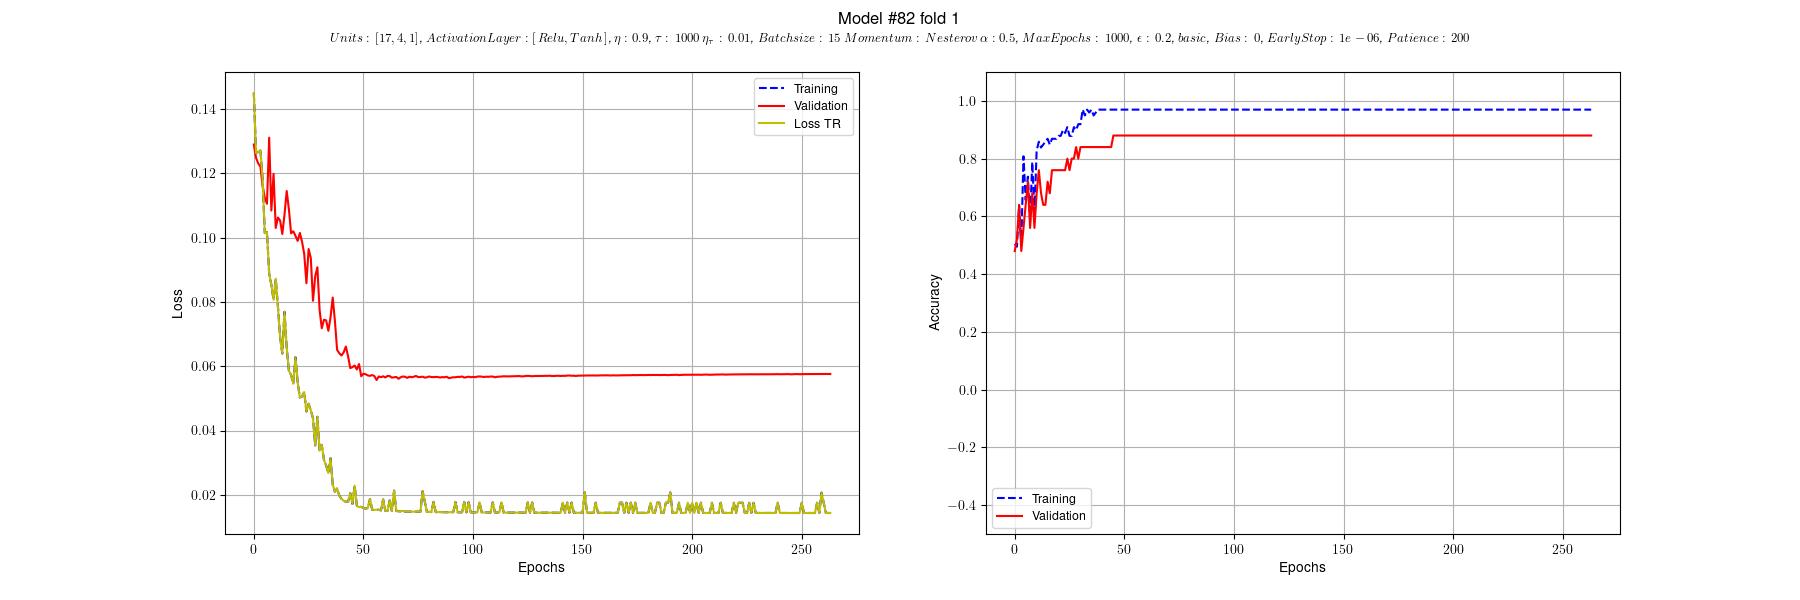 Model #82 fold 1
Units : [17, 4, 1], ActivationLayer : [Relu, Tanh], η : 0.9, τ : 1000 ητ : 0.01, Batchsize : 15 Momentum : Nesterov α : 0.5, MaxEpochs : 1000, ϵ : 0.2, basic, Bias : 0, EarlyStop : 1e − 06, Patience : 200
Training
Validation
Loss TR
0.14
0.12
0.10
0.08
0.06
0.04
0.02
Loss
0 50 100 150 200 250
Epochs
1.0
0.8
0.6
0.4
0.2
0.0
−0.2
−0.4
Accuracy
Training
Validation
0 50 100 150 200 250
Epochs